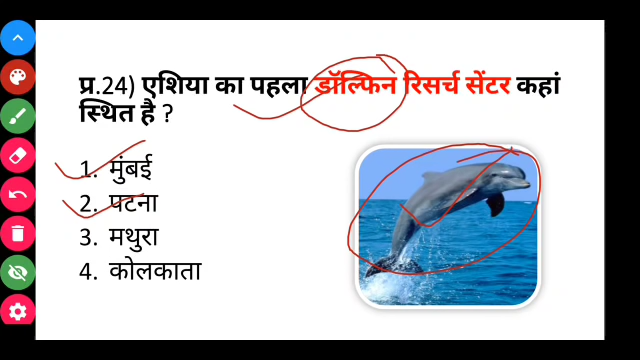 प्र.24) एशिया का पहला डॉल्फिन रिसर्च सेंटर कहां
स्थित है ?
1. मुंबई
2. पटना
3. मथुरा
4. कोलकाता